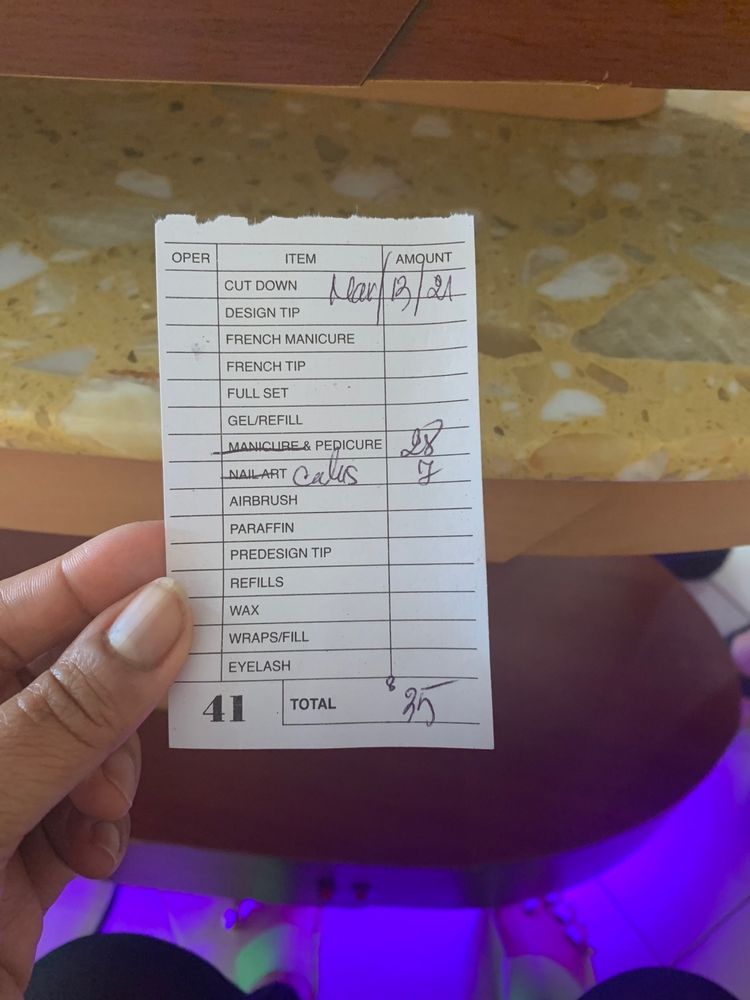 OPER ITEM AMOUNT
CUT DOWN Mar/13/21
DESIGN TIP
FRENCH MANICURE
FRENCH TIP
FULL SET
GEL/REFILL
MANICURE & PEDICURE 28
NAIL ART Calus 7
AIRBRUSH
PARAFFIN
PREDESIGN TIP
REFILLS
WAX
WRAPS/FILL
EYELASH
41 TOTAL $35